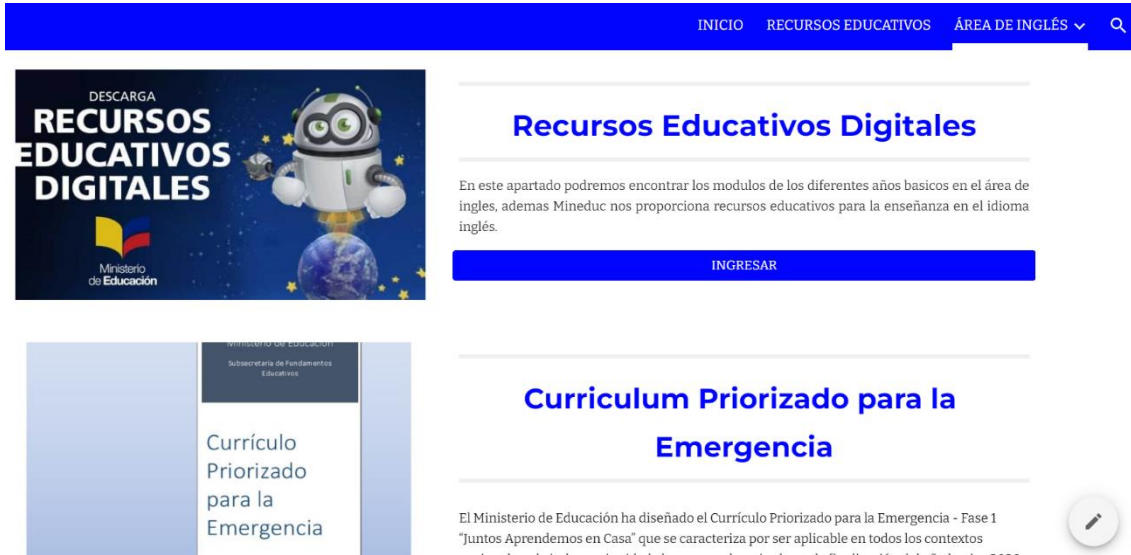 INICIO RECURSOS EDUCATIVOS ÁREA DE INGLÉS
DESCARGA
RECURSOS
EDUCATIVOS
DIGITALES
Ministerio
de Educación
Recursos Educativos Digitales
En este apartado podremos encontrar los modulos de los diferentes años basicos en el área de
ingles, ademas Mineduc nos proporciona recursos educativos para la enseñanza en el idioma
inglés.
INGRESAR
Ministerio de Educación
Subsecretaría de Fundamentos
Educativos
Currículo
Priorizado
para la
Emergencia
Curriculum Priorizado para la
Emergencia
El Ministerio de Educación ha diseñado el Currículo Priorizado para la Emergencia - Fase 1
"Juntos Aprendemos en Casa" que se caracteriza por ser aplicable en todos los contextos